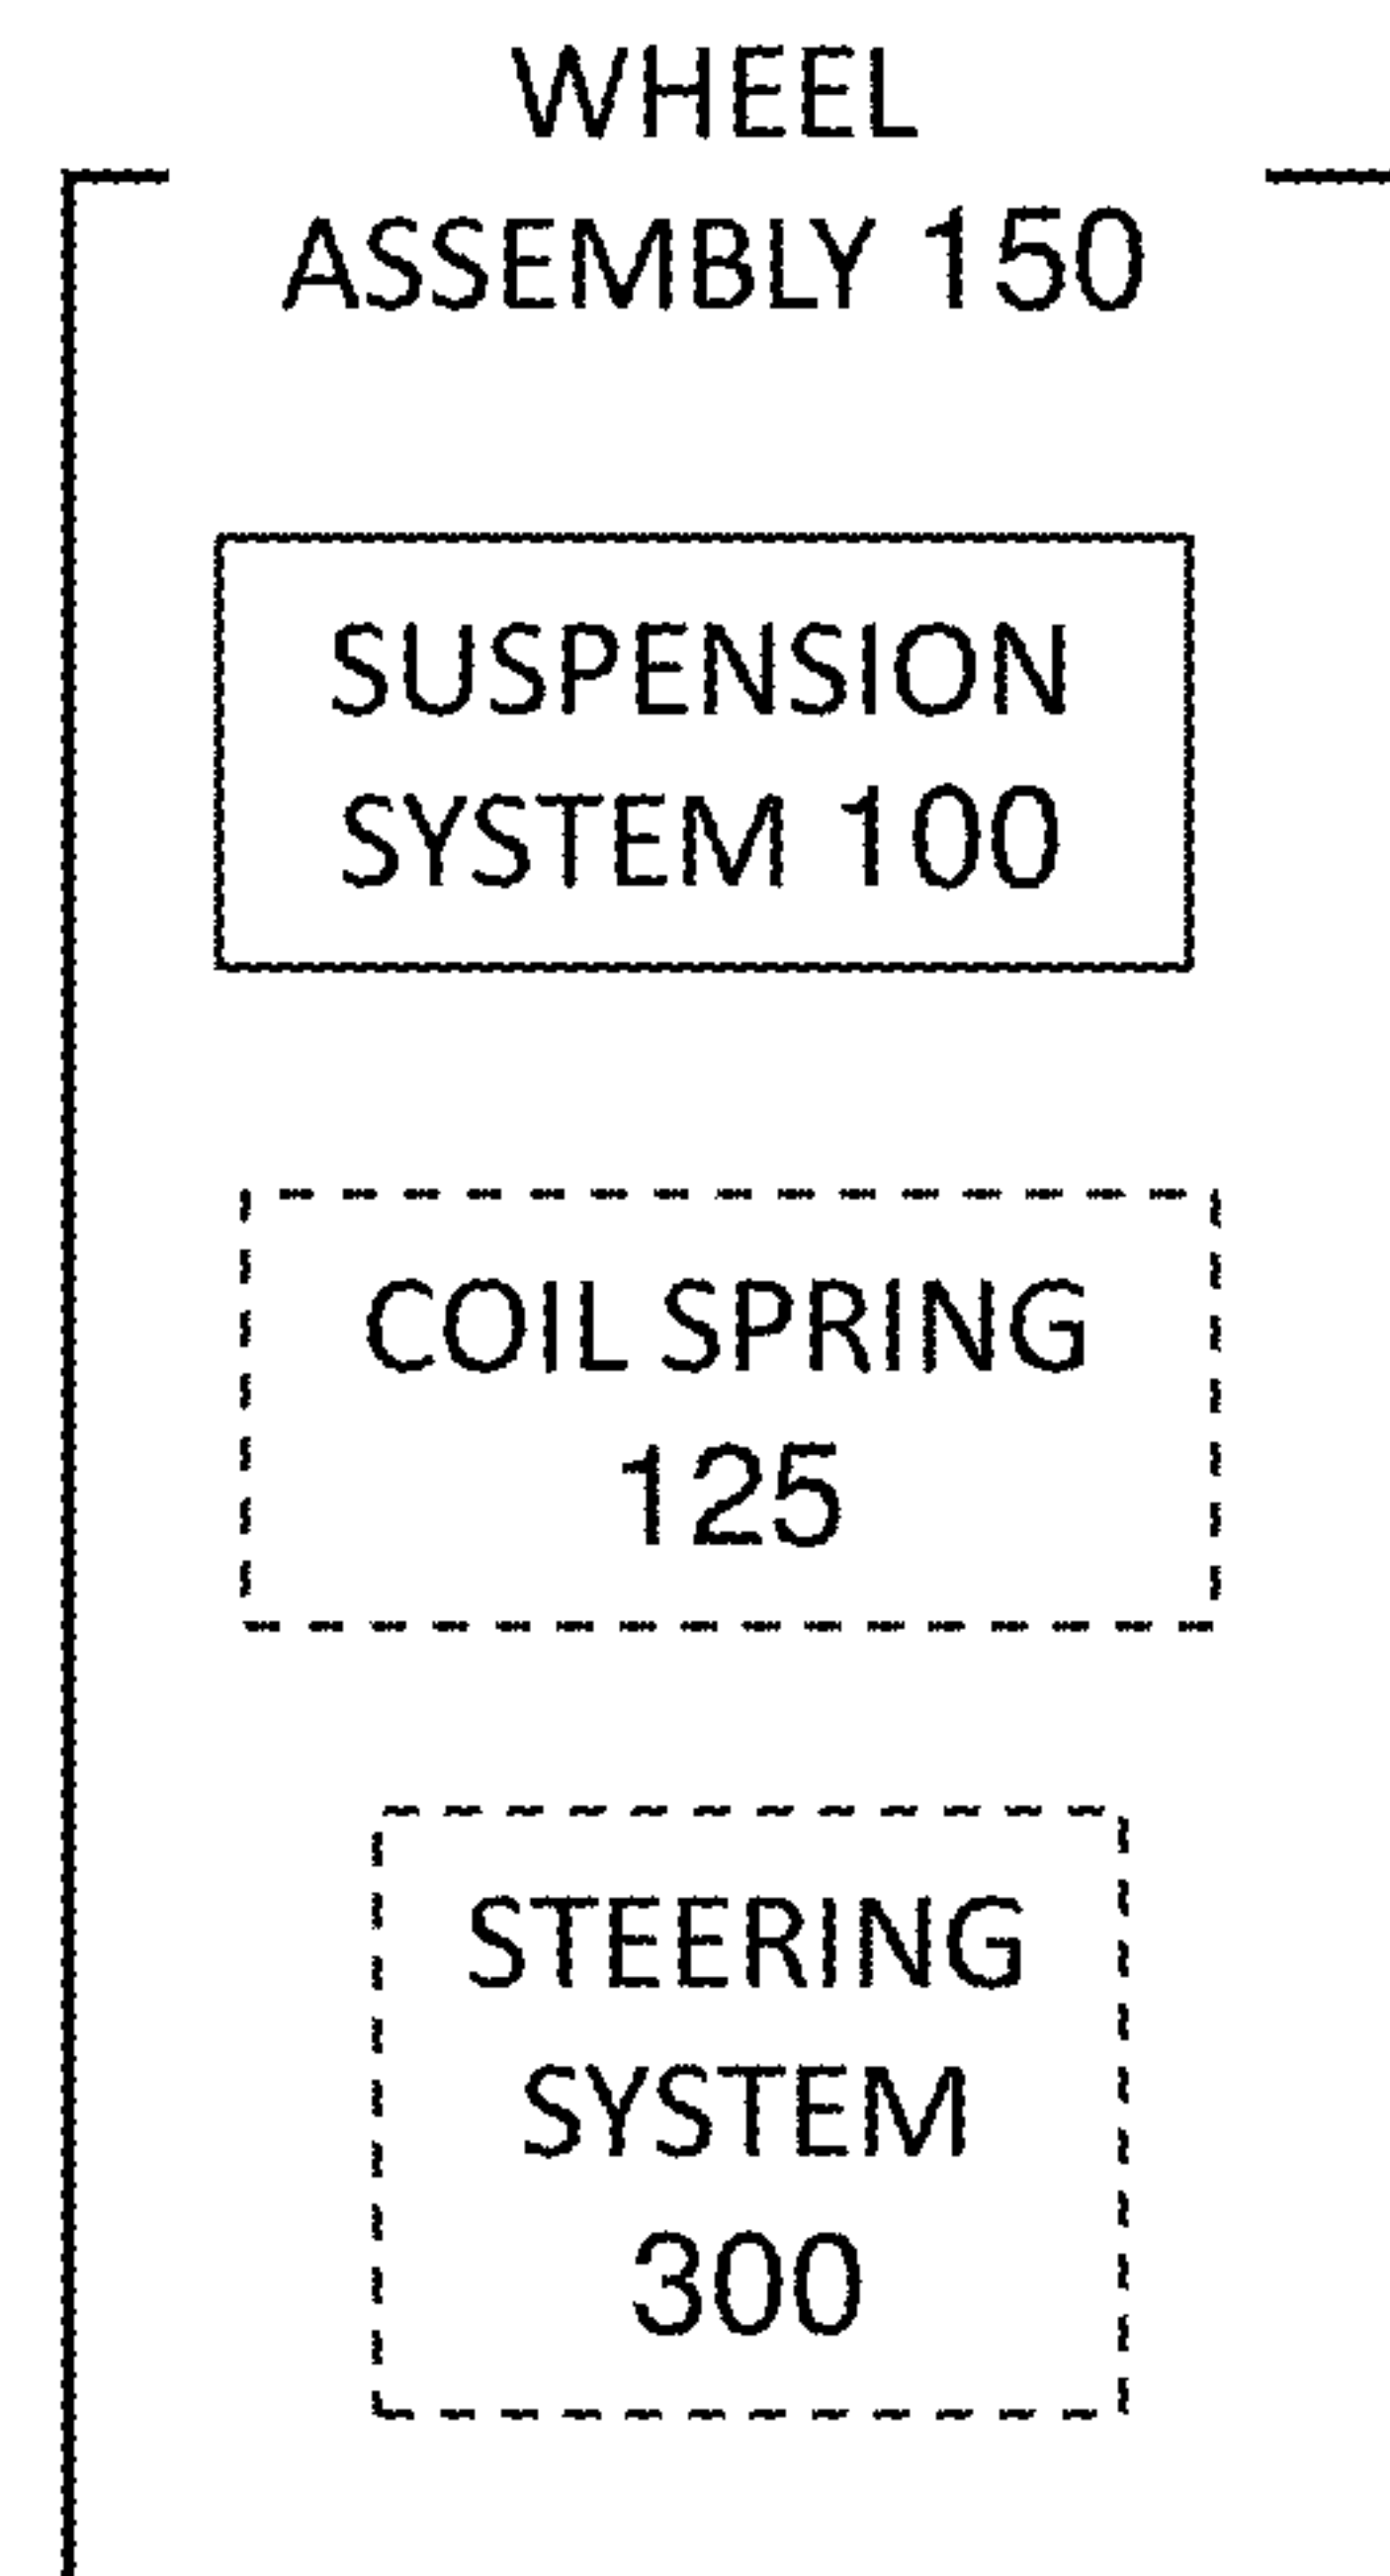 WHEEL
ASSEMBLY 150
SUSPENSION
SYSTEM 100
COIL SPRING
125
STEERING
SYSTEM
300